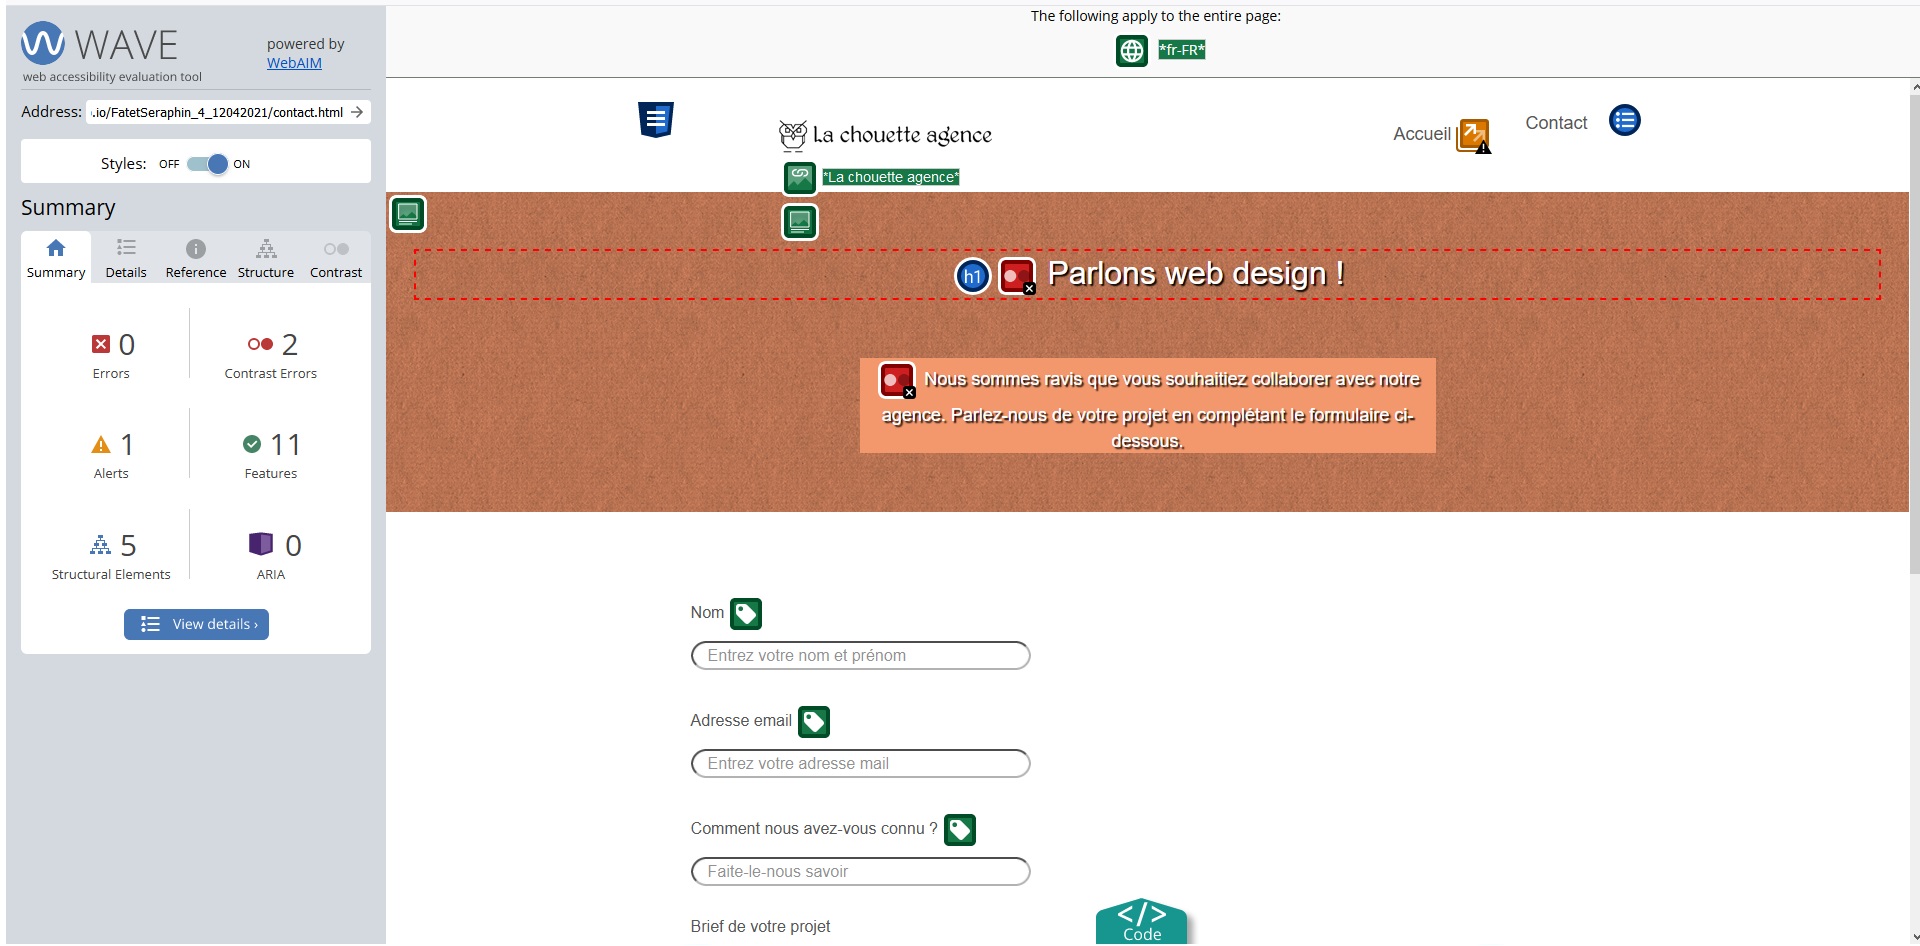 The following apply to the entire page:
*fr-FR*
WAVE
powered by
WebAIM
web accessibility evaluation tool
Address: .io/FatetSeraphin_4_12042021/contact.html
Styles: OFF ON
Summary
Summary Details Reference Structure Contrast
0 2
Errors Contrast Errors
1 11
Alerts Features
5 0
Structural Elements ARIA
View details ›
La chouette agence
Accueil Contact
*La chouette agence*
h1 Parlons web design !
Nous sommes ravis que vous souhaitiez collaborer avec notre
agence. Parlez-nous de votre projet en complétant le formulaire ci-
dessous.
Nom
Entrez votre nom et prénom
Adresse email
Entrez votre adresse mail
Comment nous avez-vous connu ?
Faite-le-nous savoir
Brief de votre projet
</>
Code